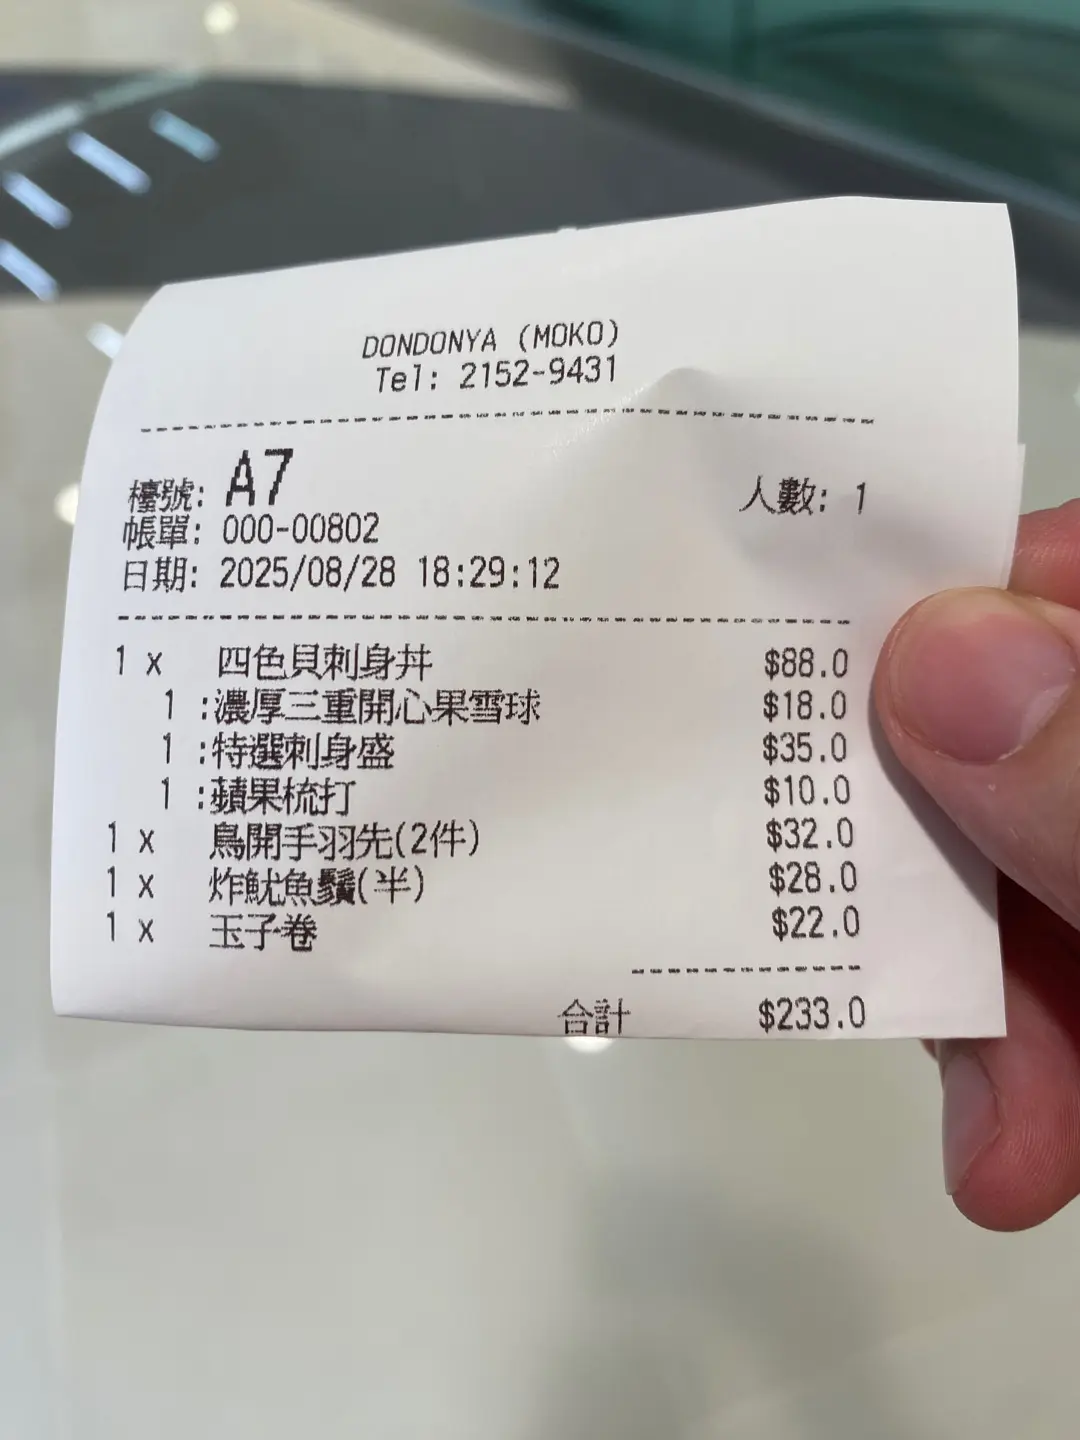 DONDONYA (MOKO)
Tel: 2152-9431
檯號: A7 人數: 1
帳單: 000-00802
日期: 2025/08/28 18:29:12
1 x 四色貝刺身丼 $88.0
1 :濃厚三重開心果雪球 $18.0
1 :特選刺身盛 $35.0
1 :蘋果梳打 $10.0
1 x 鳥開手羽先(2件) $32.0
1 x 炸魷魚鬚(半) $28.0
1 x 玉子卷 $22.0
合計 $233.0